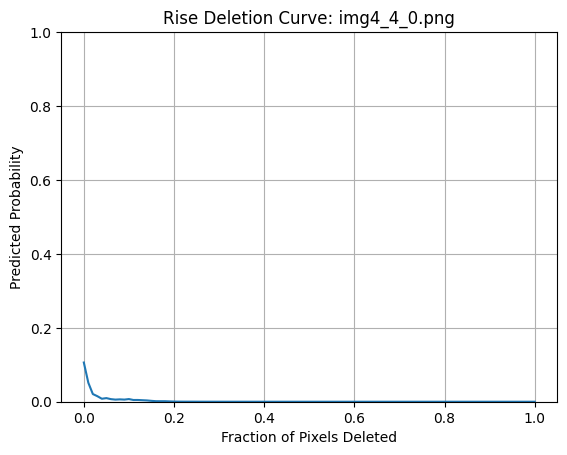 Rise Deletion Curve: img4_4_0.png
Predicted Probability
1.0
0.8
0.6
0.4
0.2
0.0
0.0 0.2 0.4 0.6 0.8 1.0
Fraction of Pixels Deleted